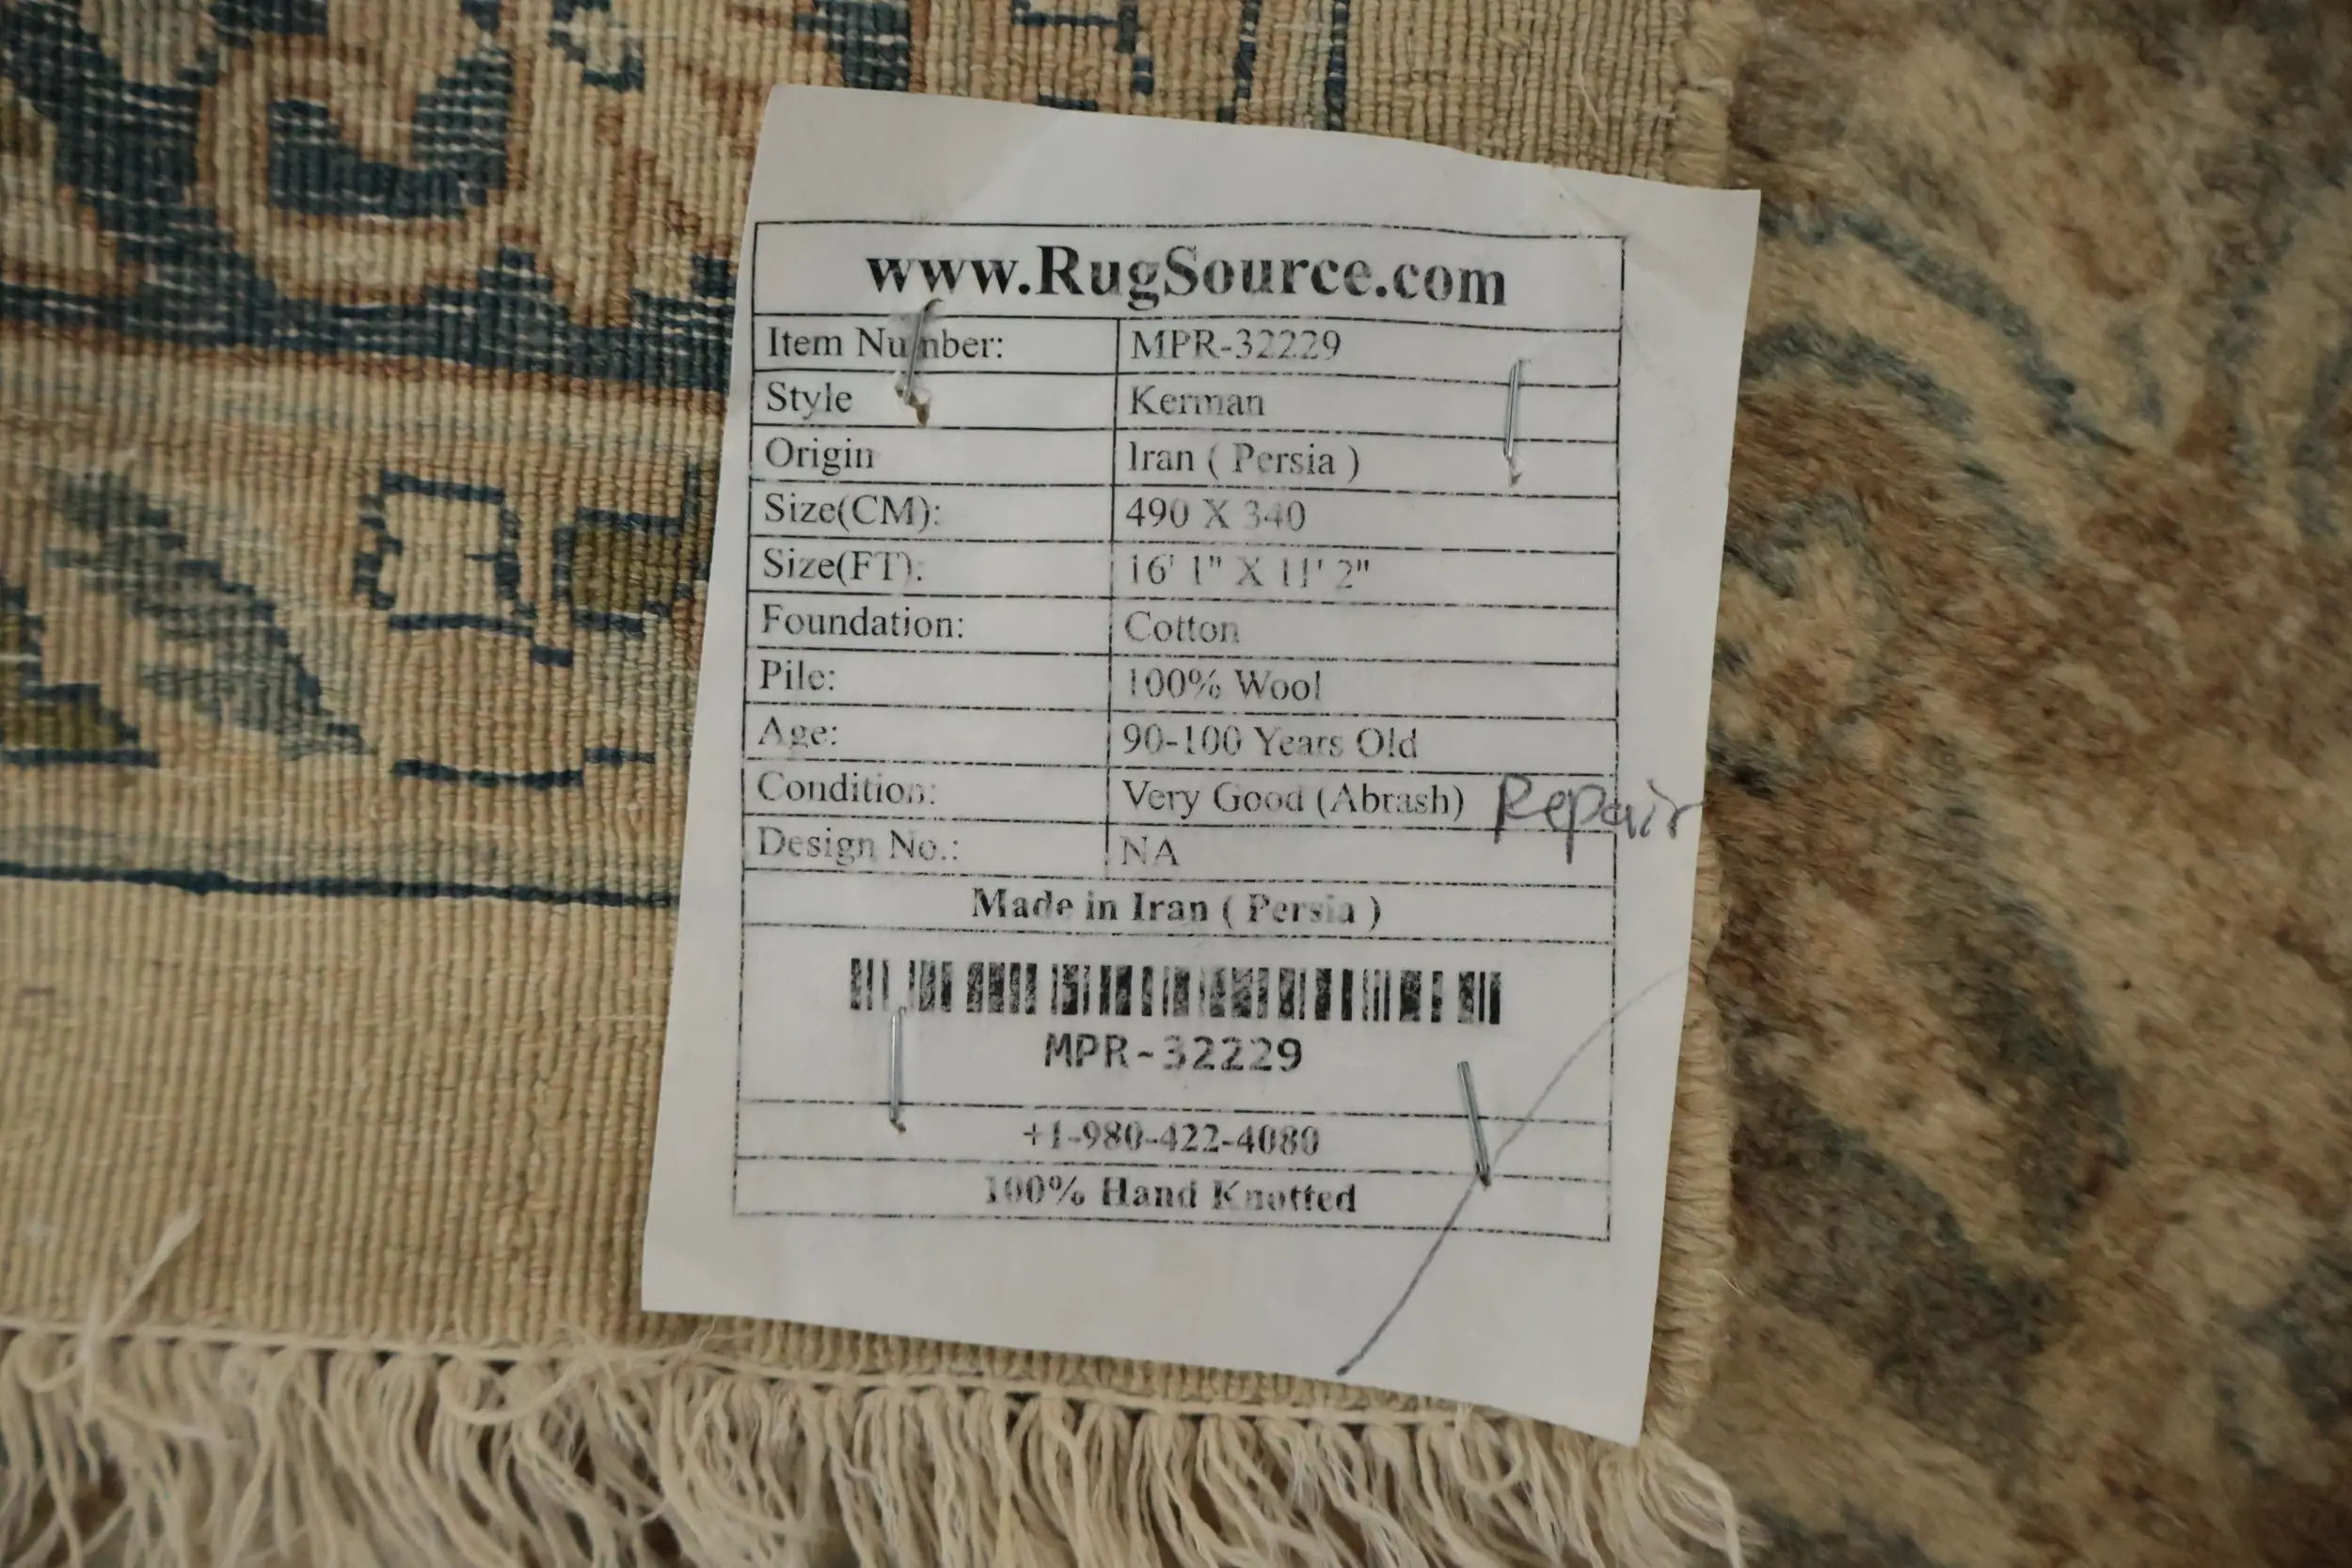 www.RugSource.com
Item Number: MPR-32229
Style Kerman
Origin Iran ( Persia )
Size(CM): 490 X 340
Size(FT): 16' 1" X 11' 2"
Foundation: Cotton
Pile: 100% Wool
Age: 90-100 Years Old
Condition: Very Good (Abrash) Repair
Design No.: NA
Made in Iran ( Persia )
MPR-32229
+1-980-422-4080
100% Hand Knotted